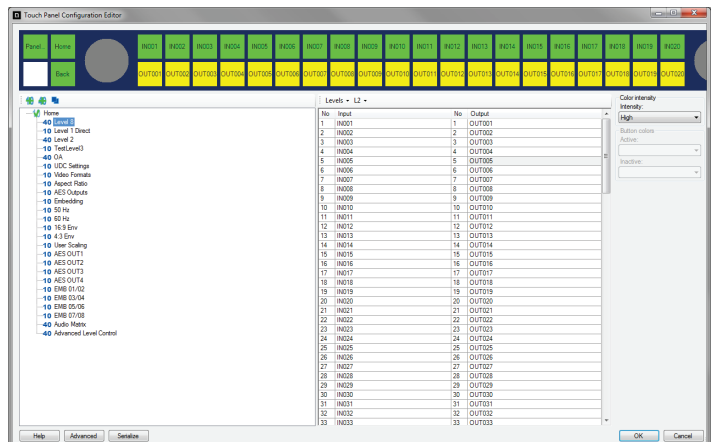 Touch Panel Configuration Editor
Panel... Home IN001 IN002 IN003 IN004 IN005 IN006 IN007 IN008 IN009 IN010 IN011 IN012 IN013 IN014 IN015 IN016 IN017 IN018 IN019 IN020
Back OUT001 OUT002 OUT003 OUT004 OUT005 OUT006 OUT007 OUT008 OUT009 OUT010 OUT011 OUT012 OUT013 OUT014 OUT015 OUT016 OUT017 OUT018 OUT019 OUT020
Home
40 Level 1
10 Level 1 Direct
40 Level 2
10 TestLevel3
40 OA
10 UDC Settings
10 Video Formats
10 Aspect Ratio
10 AES Outputs
10 Embedding
10 50 Hz
10 60 Hz
10 16:9 Env
10 4:3 Env
10 User Scaling
10 AES OUT1
10 AES OUT2
10 AES OUT3
10 AES OUT4
10 EMB 01/02
10 EMB 03/04
10 EMB 05/06
10 EMB 07/08
40 Audio Matrix
40 Advanced Level Control
Levels L2
No Input No Output
1 IN001 1 OUT001
2 IN002 2 OUT002
3 IN003 3 OUT003
4 IN004 4 OUT004
5 IN005 5 OUT005
6 IN006 6 OUT006
7 IN007 7 OUT007
8 IN008 8 OUT008
9 IN009 9 OUT009
10 IN010 10 OUT010
11 IN011 11 OUT011
12 IN012 12 OUT012
13 IN013 13 OUT013
14 IN014 14 OUT014
15 IN015 15 OUT015
16 IN016 16 OUT016
17 IN017 17 OUT017
18 IN018 18 OUT018
19 IN019 19 OUT019
20 IN020 20 OUT020
21 IN021 21 OUT021
22 IN022 22 OUT022
23 IN023 23 OUT023
24 IN024 24 OUT024
25 IN025 25 OUT025
26 IN026 26 OUT026
27 IN027 27 OUT027
28 IN028 28 OUT028
29 IN029 29 OUT029
30 IN030 30 OUT030
31 IN031 31 OUT031
32 IN032 32 OUT032
33 IN033 33 OUT033
Color intensity
Intensity:
High
Button colors
Active:
Inactive:
Help Advanced Serialize OK Cancel